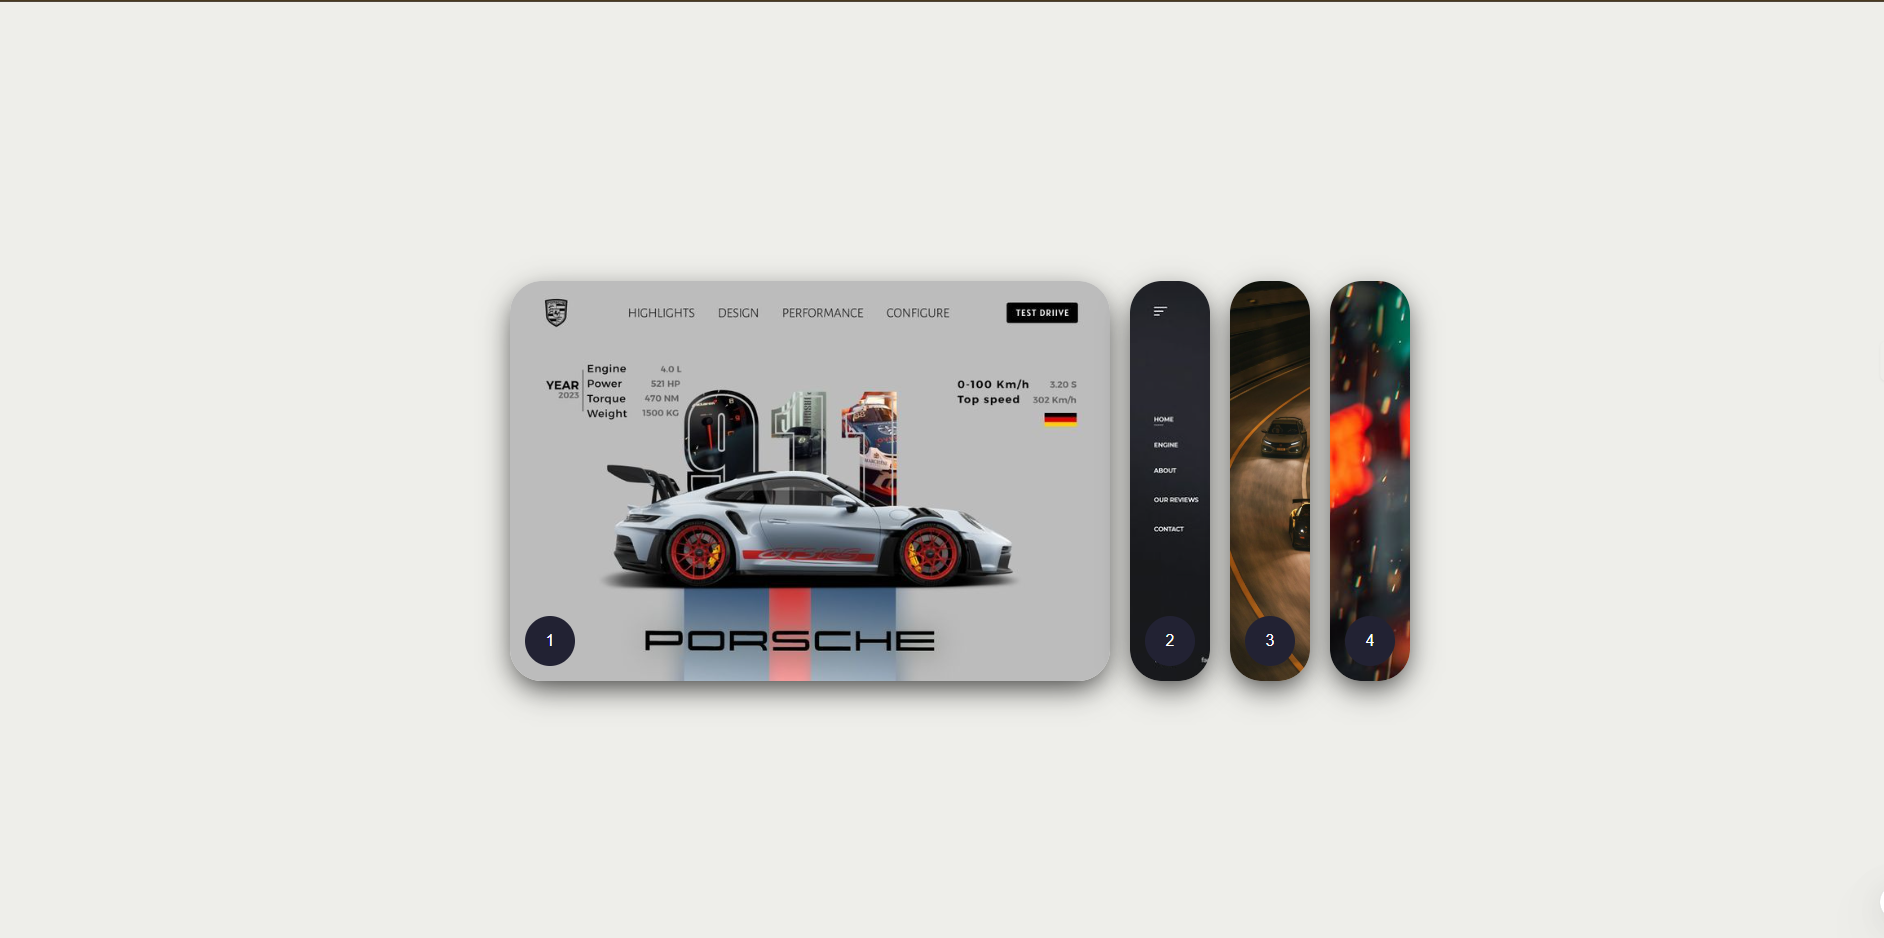 HIGHLIGHTS DESIGN PERFORMANCE CONFIGURE TEST DRIIVE
YEAR
2023
Engine 4.0 L
Power 521 HP
Torque 470 NM
Weight 1500 KG
0-100 Km/h 3.20 S
Top speed 302 Km/h
911
GT3 RS
PORSCHE
1
HOME
ENGINE
ABOUT
OUR REVIEWS
CONTACT
2
3
4